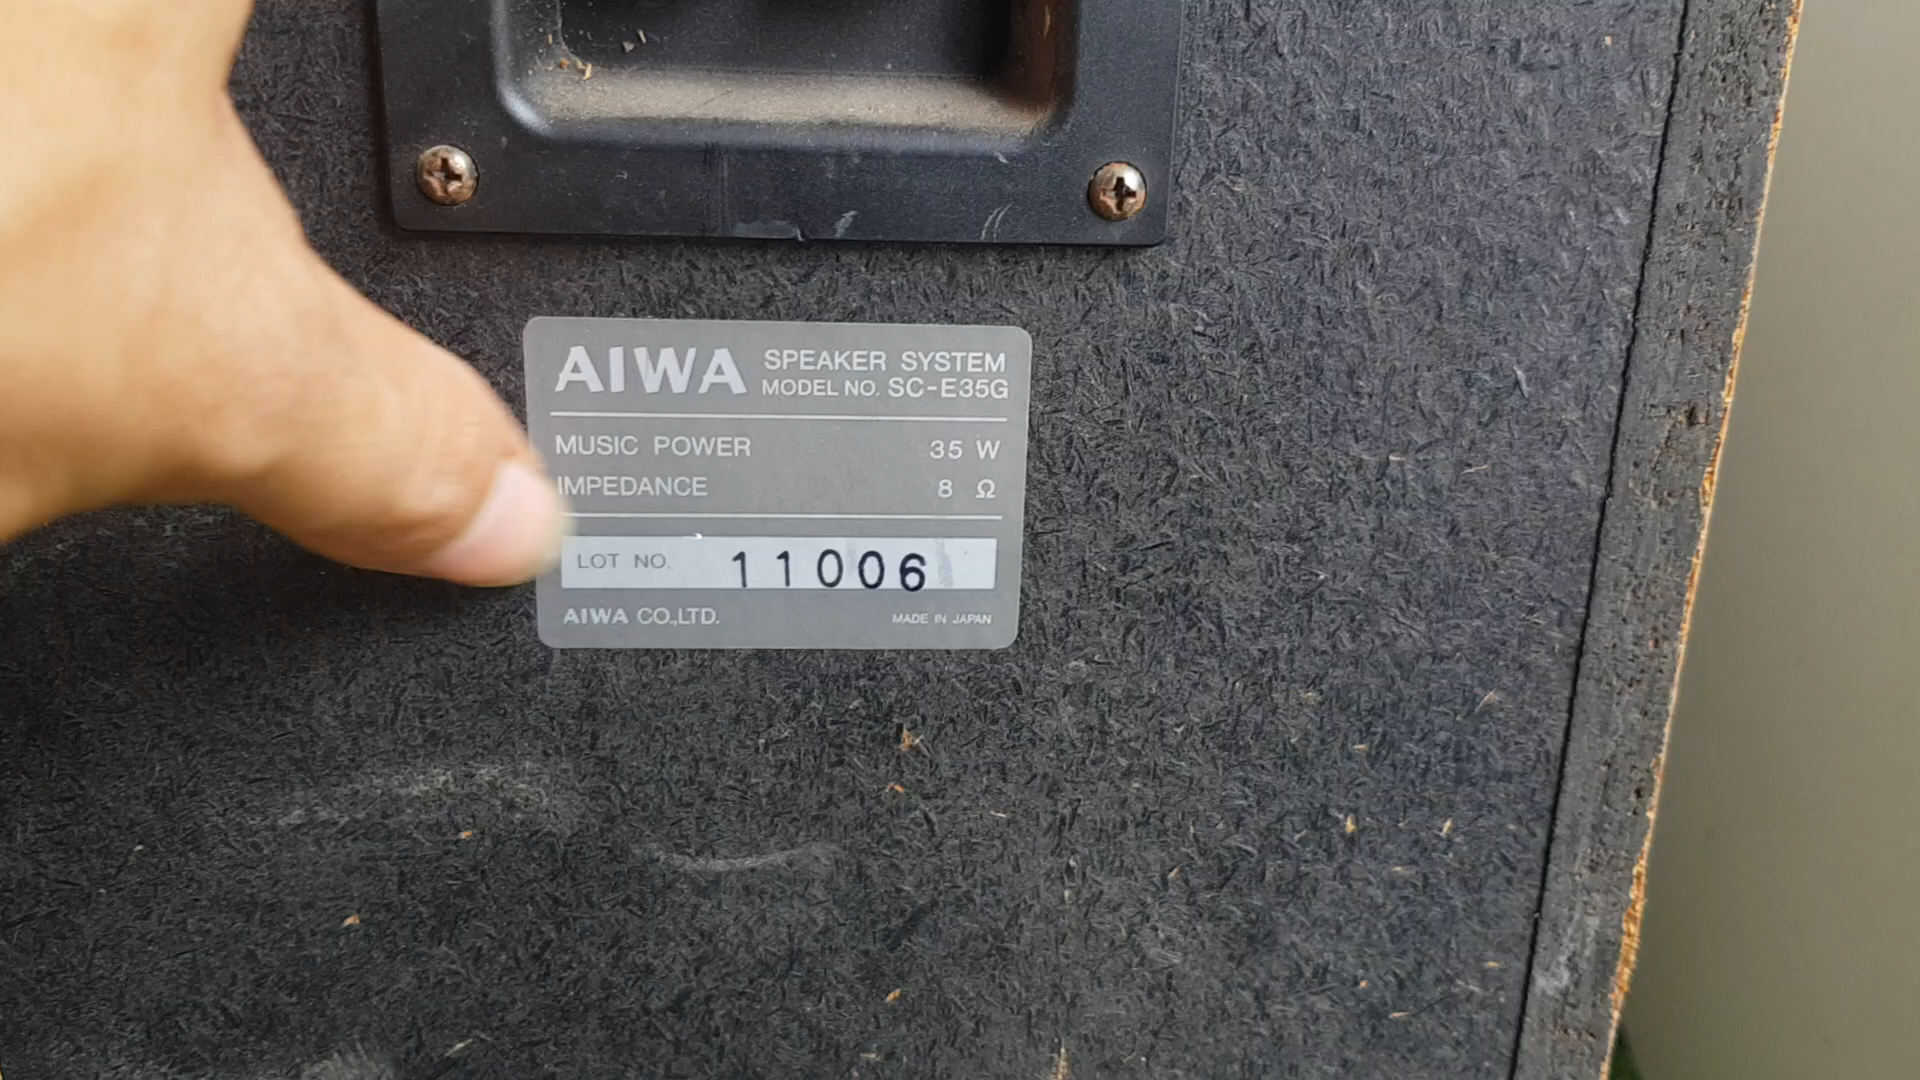 AIWA SPEAKER SYSTEM
MODEL NO. SC-E35G
MUSIC POWER 35 W
IMPEDANCE 8 Ω
LOT NO. 11006
AIWA CO.,LTD. MADE IN JAPAN